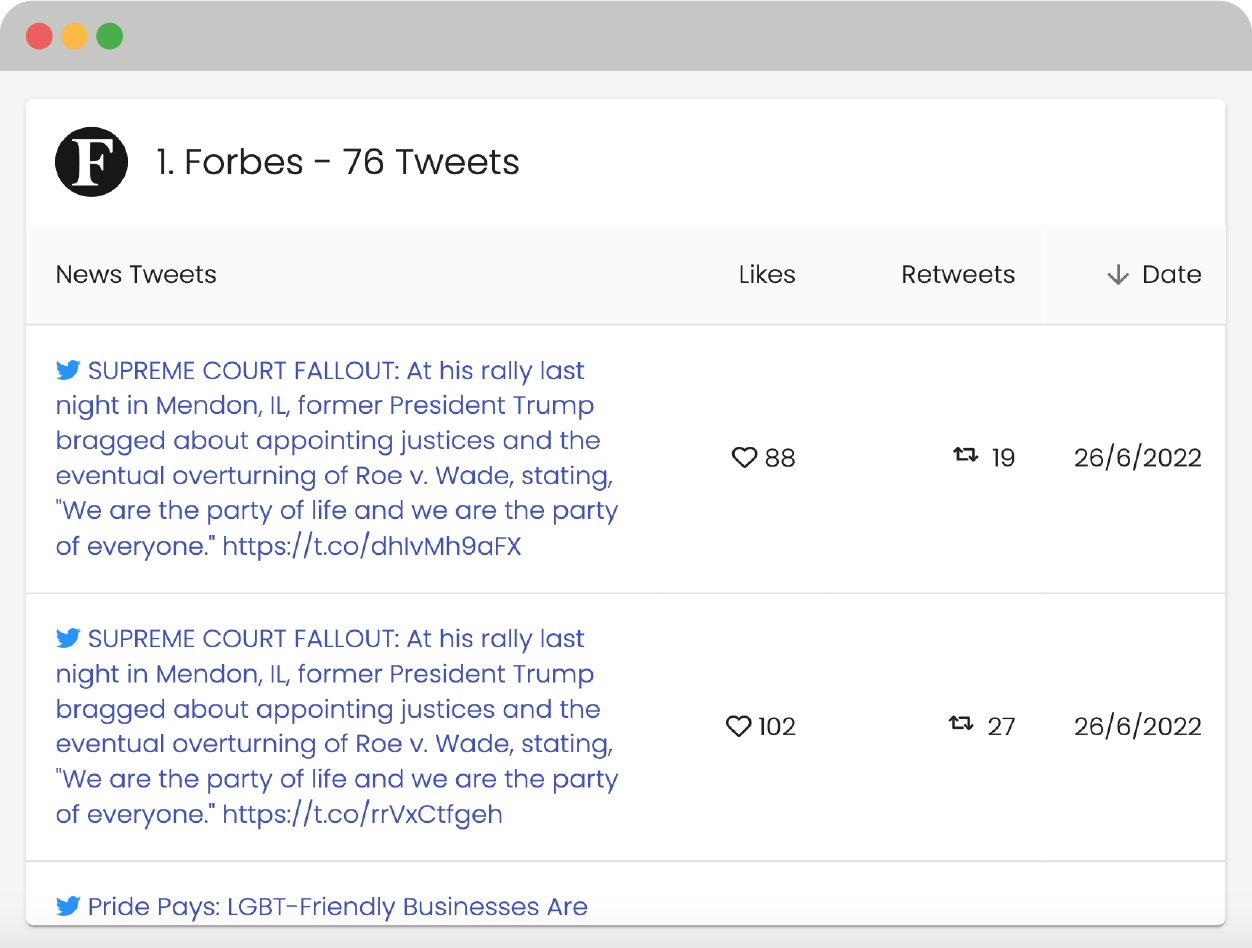 F
1. Forbes - 76 Tweets
News Tweets Likes Retweets Date
SUPREME COURT FALLOUT: At his rally last
night in Mendon, IL, former President Trump
bragged about appointing justices and the
eventual overturning of Roe v. Wade, stating,
"We are the party of life and we are the party
of everyone." https://t.co/dhIvMh9aFX
88 19 26/6/2022
SUPREME COURT FALLOUT: At his rally last
night in Mendon, IL, former President Trump
bragged about appointing justices and the
eventual overturning of Roe v. Wade, stating,
"We are the party of life and we are the party
of everyone." https://t.co/rrVxCtfgeh
102 27 26/6/2022
Pride Pays: LGBT-Friendly Businesses Are